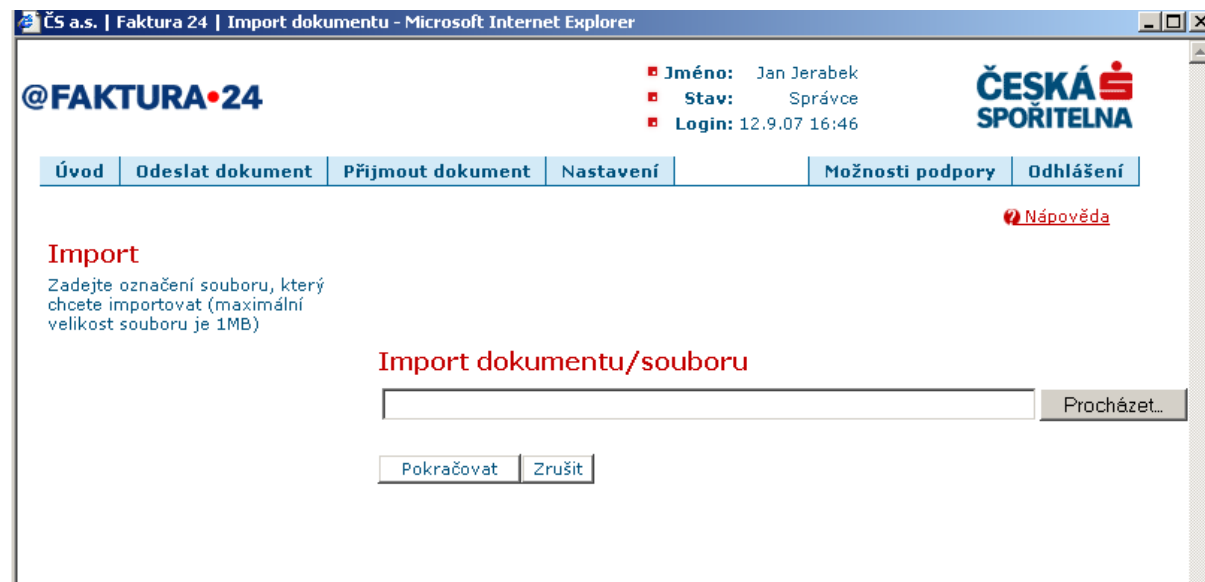 ČS a.s. | Faktura 24 | Import dokumentu - Microsoft Internet Explorer
@FAKTURA•24
Jméno: Jan Jerabek
Stav: Správce
Login: 12.9.07 16:46
ČESKÁ
SPOŘITELNA
Úvod Odeslat dokument Přijmout dokument Nastavení Možnosti podpory Odhlášení
Nápověda
Import
Zadejte označení souboru, který
chcete importovat (maximální
velikost souboru je 1MB)
Import dokumentu/souboru
Procházet...
Pokračovat Zrušit